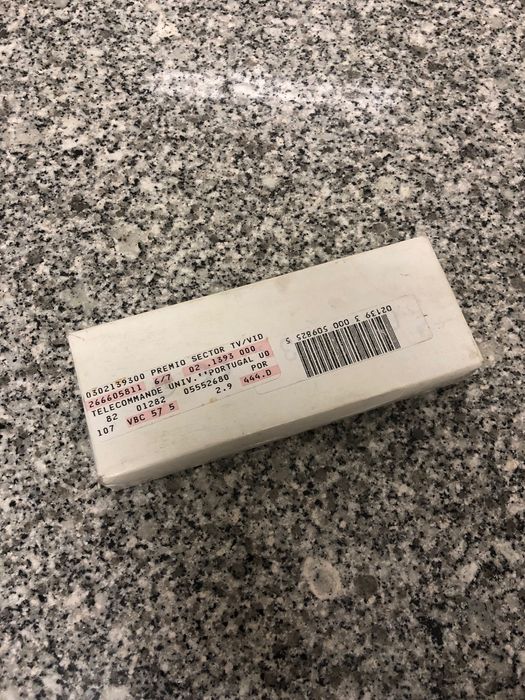 0302139300 PREMIO SECTOR TV/VID
266605811 6/7 02 .1393 000
TELECOMMANDE UNIV.''PORTUGAL UO
82 01282 05552680 POR
107 VBC 57 5 2.9 444.0
02139 3 000 509825 5